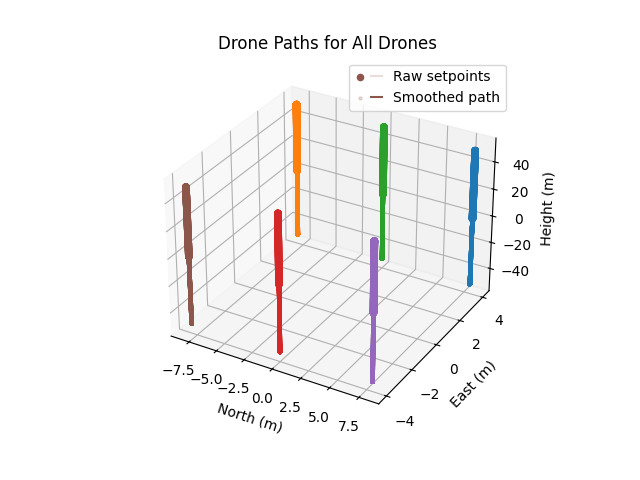 Drone Paths for All Drones
Raw setpoints
Smoothed path
40
20
0
−20
−40
Height (m)
4
2
0
−2
−4
East (m)
−7.5
−5.0
−2.5
0.0
2.5
5.0
7.5
North (m)